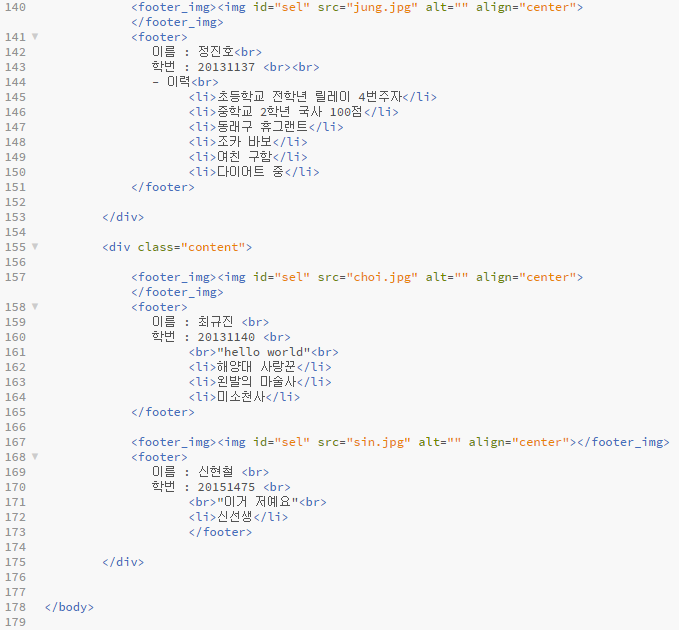 140 <footer_img><img id="sel" src="jung.jpg" alt="" align="center">
</footer_img>
141 <footer>
142 이름 : 정진호<br>
143 학번 : 20131137 <br><br>
144 - 이력<br>
145 <li>초등학교 전학년 릴레이 4번주자</li>
146 <li>중학교 2학년 국사 100점</li>
147 <li>동래구 휴그랜트</li>
148 <li>조카 바보</li>
149 <li>여친 구함</li>
150 <li>다이어트 중</li>
151 </footer>
152
153 </div>
154
155 <div class="content">
156
157 <footer_img><img id="sel" src="choi.jpg" alt="" align="center">
</footer_img>
158 <footer>
159 이름 : 최규진 <br>
160 학번 : 20131140 <br>
161 <br>"hello world"<br>
162 <li>해양대 사랑꾼</li>
163 <li>왼발의 마술사</li>
164 <li>미소천사</li>
165 </footer>
166
167 <footer_img><img id="sel" src="sin.jpg" alt="" align="center"></footer_img>
168 <footer>
169 이름 : 신현철 <br>
170 학번 : 20151475 <br>
171 <br>"이거 저예요"<br>
172 <li>신선생</li>
173 </footer>
174
175 </div>
176
177
178 </body>
179